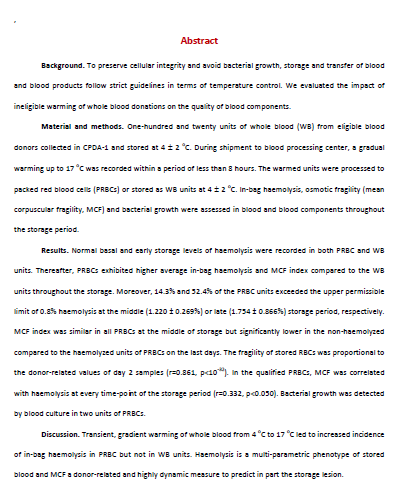 Abstract
Background. To preserve cellular integrity and avoid bacterial growth, storage and transfer of blood
and blood products follow strict guidelines in terms of temperature control. We evaluated the impact of
ineligible warming of whole blood donations on the quality of blood components.
Material and methods. One-hundred and twenty units of whole blood (WB) from eligible blood
donors collected in CFDA-1 and stored at 4 ± 2 °C. During shipment to blood processing center, a gradual
warming up to 17 °C was recorded within a period of less than 8 hours. The warmed units were processed to
packed red blood cells (PRBCs) or stored as WB units at 4 ± 2 °C. In-bag haemolysis, osmotic fragility (mean
corpuscular fragility, MCF) and bacterial growth were assessed in blood and blood components throughout
the storage period.
Results. Normal basal and early storage levels of haemolysis were recorded in both PRBC and WB
units. Thereafter, PRBCs exhibited higher average in-bag haemolysis and MCF index compared to the WB
units throughout the storage. Moreover, 14.3% and 52.4% of the PRBC units exceeded the upper permissible
limit of 0.8% haemolysis at the middle (1.220 ± 0.269%) or late (1.754 ± 0.866%) storage period, respectively.
MCF index was similar in all PRBCs at the middle of storage but significantly lower in the non-haemolyzed
compared to the haemolyzed units of PRBCs on the last days. The fragility of stored RBCs was proportional to
the donor-related values of day 2 samples (r=0.861, p<10
). In the qualified PRBCs, MCF was correlated
with haemolysis at every time-point of the storage period (r=0.332, p<0.050). Bacterial growth was detected
by blood culture in two units of PRBCs.
Discussion. Transient, gradient warming of whole blood from 4 °C to 17 °C led to increased incidence
of in-bag haemolysis in PRBC but not in WB units. Haemolysis is a multi-parametric phenotype of stored
blood and MCF a donor-related and highly dynamic measure to predict in part the storage lesion.